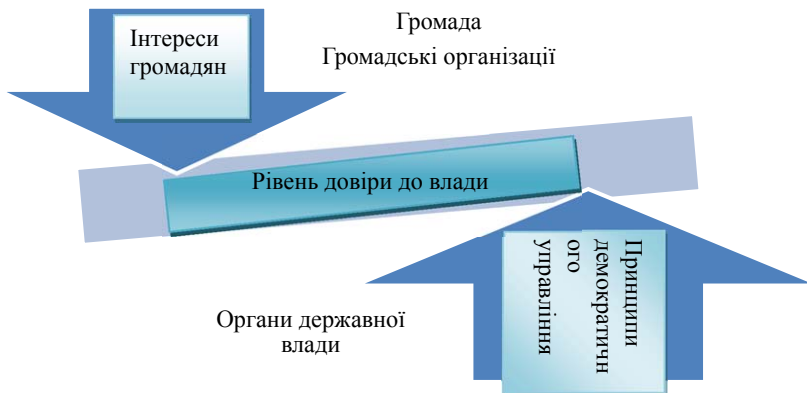 Інтереси
громадян
Громада
Громадські організації
Рівень довіри до влади
Органи державної
влади
Принципи
демократичн
ого
управління